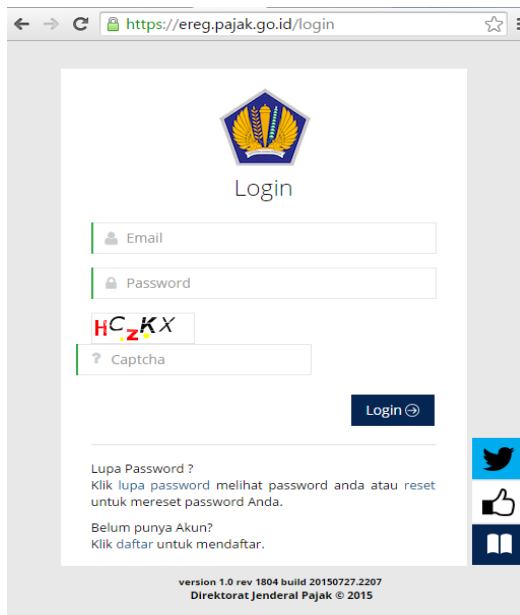 https://ereg.pajak.go.id/login
Login
Email
Password
HCzKX
? Captcha
Login
Lupa Password ?
Klik lupa password melihat password anda atau reset
untuk mereset password Anda.
Belum punya Akun?
Klik daftar untuk mendaftar.
version 1.0 rev 1804 build 20150727.2207
Direktorat Jenderal Pajak © 2015